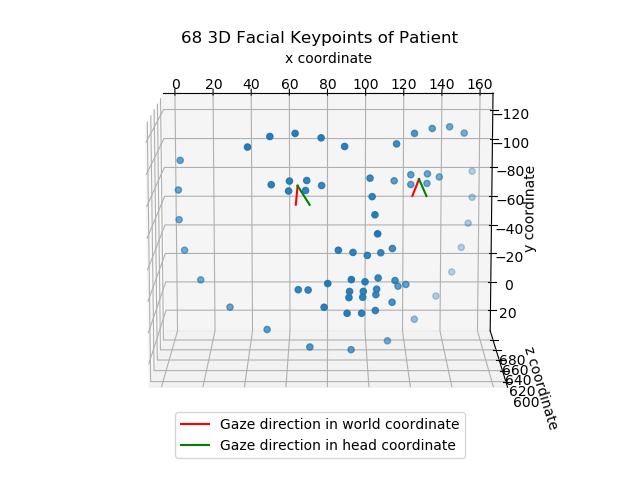 68 3D Facial Keypoints of Patient
x coordinate
0 20 40 60 80 100 120 140 160
−120
−100
−80
−60
−40
−20
0
20
y coordinate
680
660
640
620
600
z coordinate
Gaze direction in world coordinate
Gaze direction in head coordinate